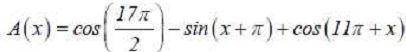 A(x) = cos(17π/2) − sin(x + π) + cos(11π + x)